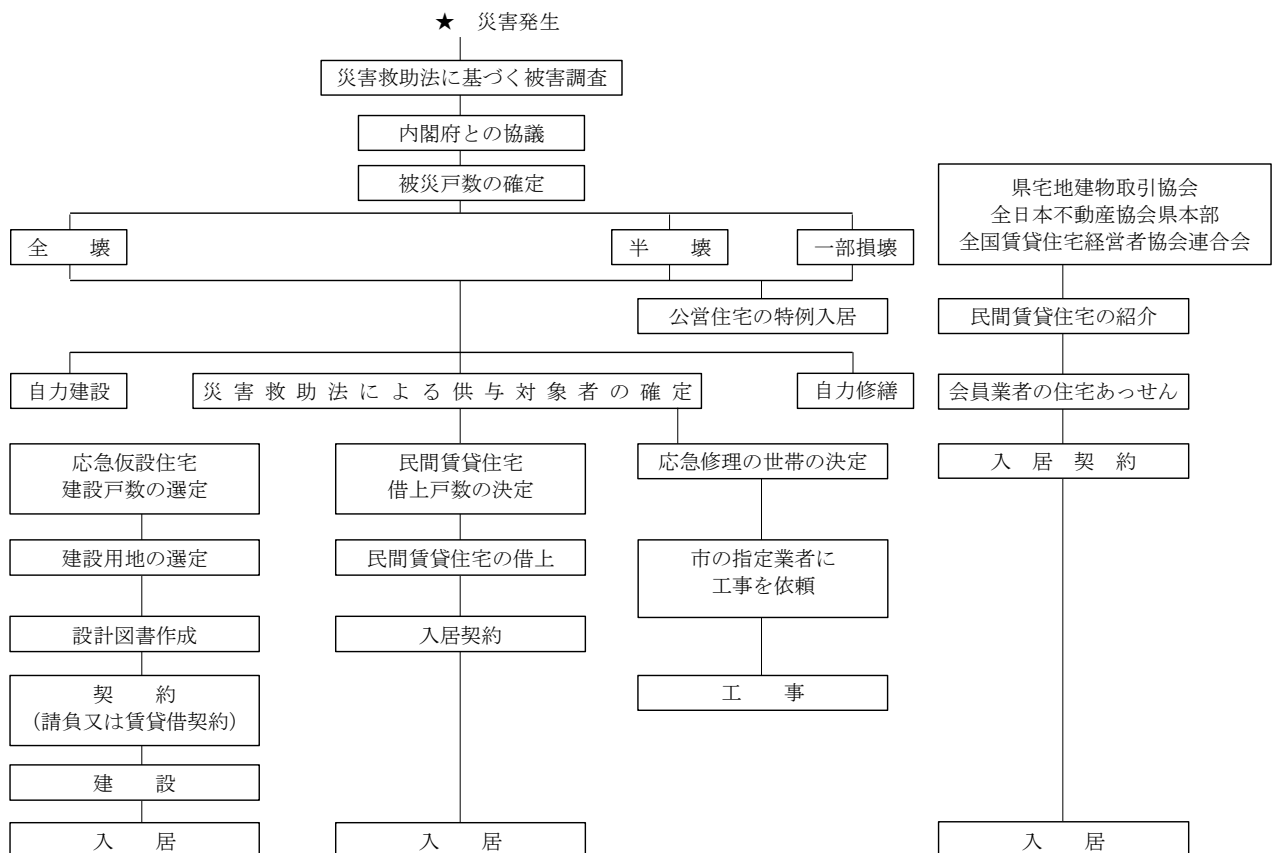 ★ 災害発生
災害救助法に基づく被害調査
内閣府との協議
被災戸数の確定
全 壊
半 壊
一部損壊
公営住宅の特例入居
自力建設
災害救助法による供与対象者の確定
自力修繕
応急仮設住宅
建設戸数の選定
建設用地の選定
設計図書作成
契 約
(請負又は賃貸借契約)
建 設
入 居
民間賃貸住宅
借上戸数の決定
民間賃貸住宅の借上
入居契約
入 居
応急修理の世帯の決定
市の指定業者に
工事を依頼
工 事
県宅地建物取引協会
全日本不動産協会県本部
全国賃貸住宅経営者協会連合会
民間賃貸住宅の紹介
会員業者の住宅あっせん
入 居 契 約
入 居